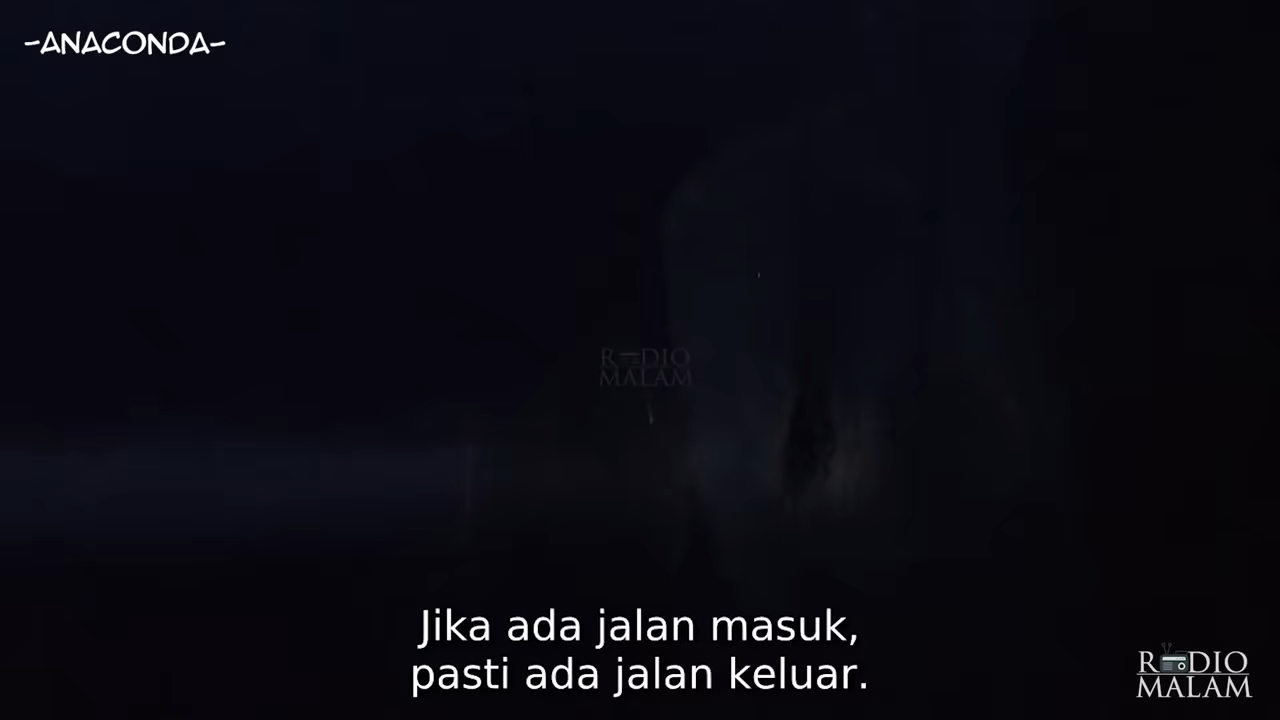 -ANACONDA-
RADIO
MALAM
Jika ada jalan masuk,
pasti ada jalan keluar.
RADIO
MALAM